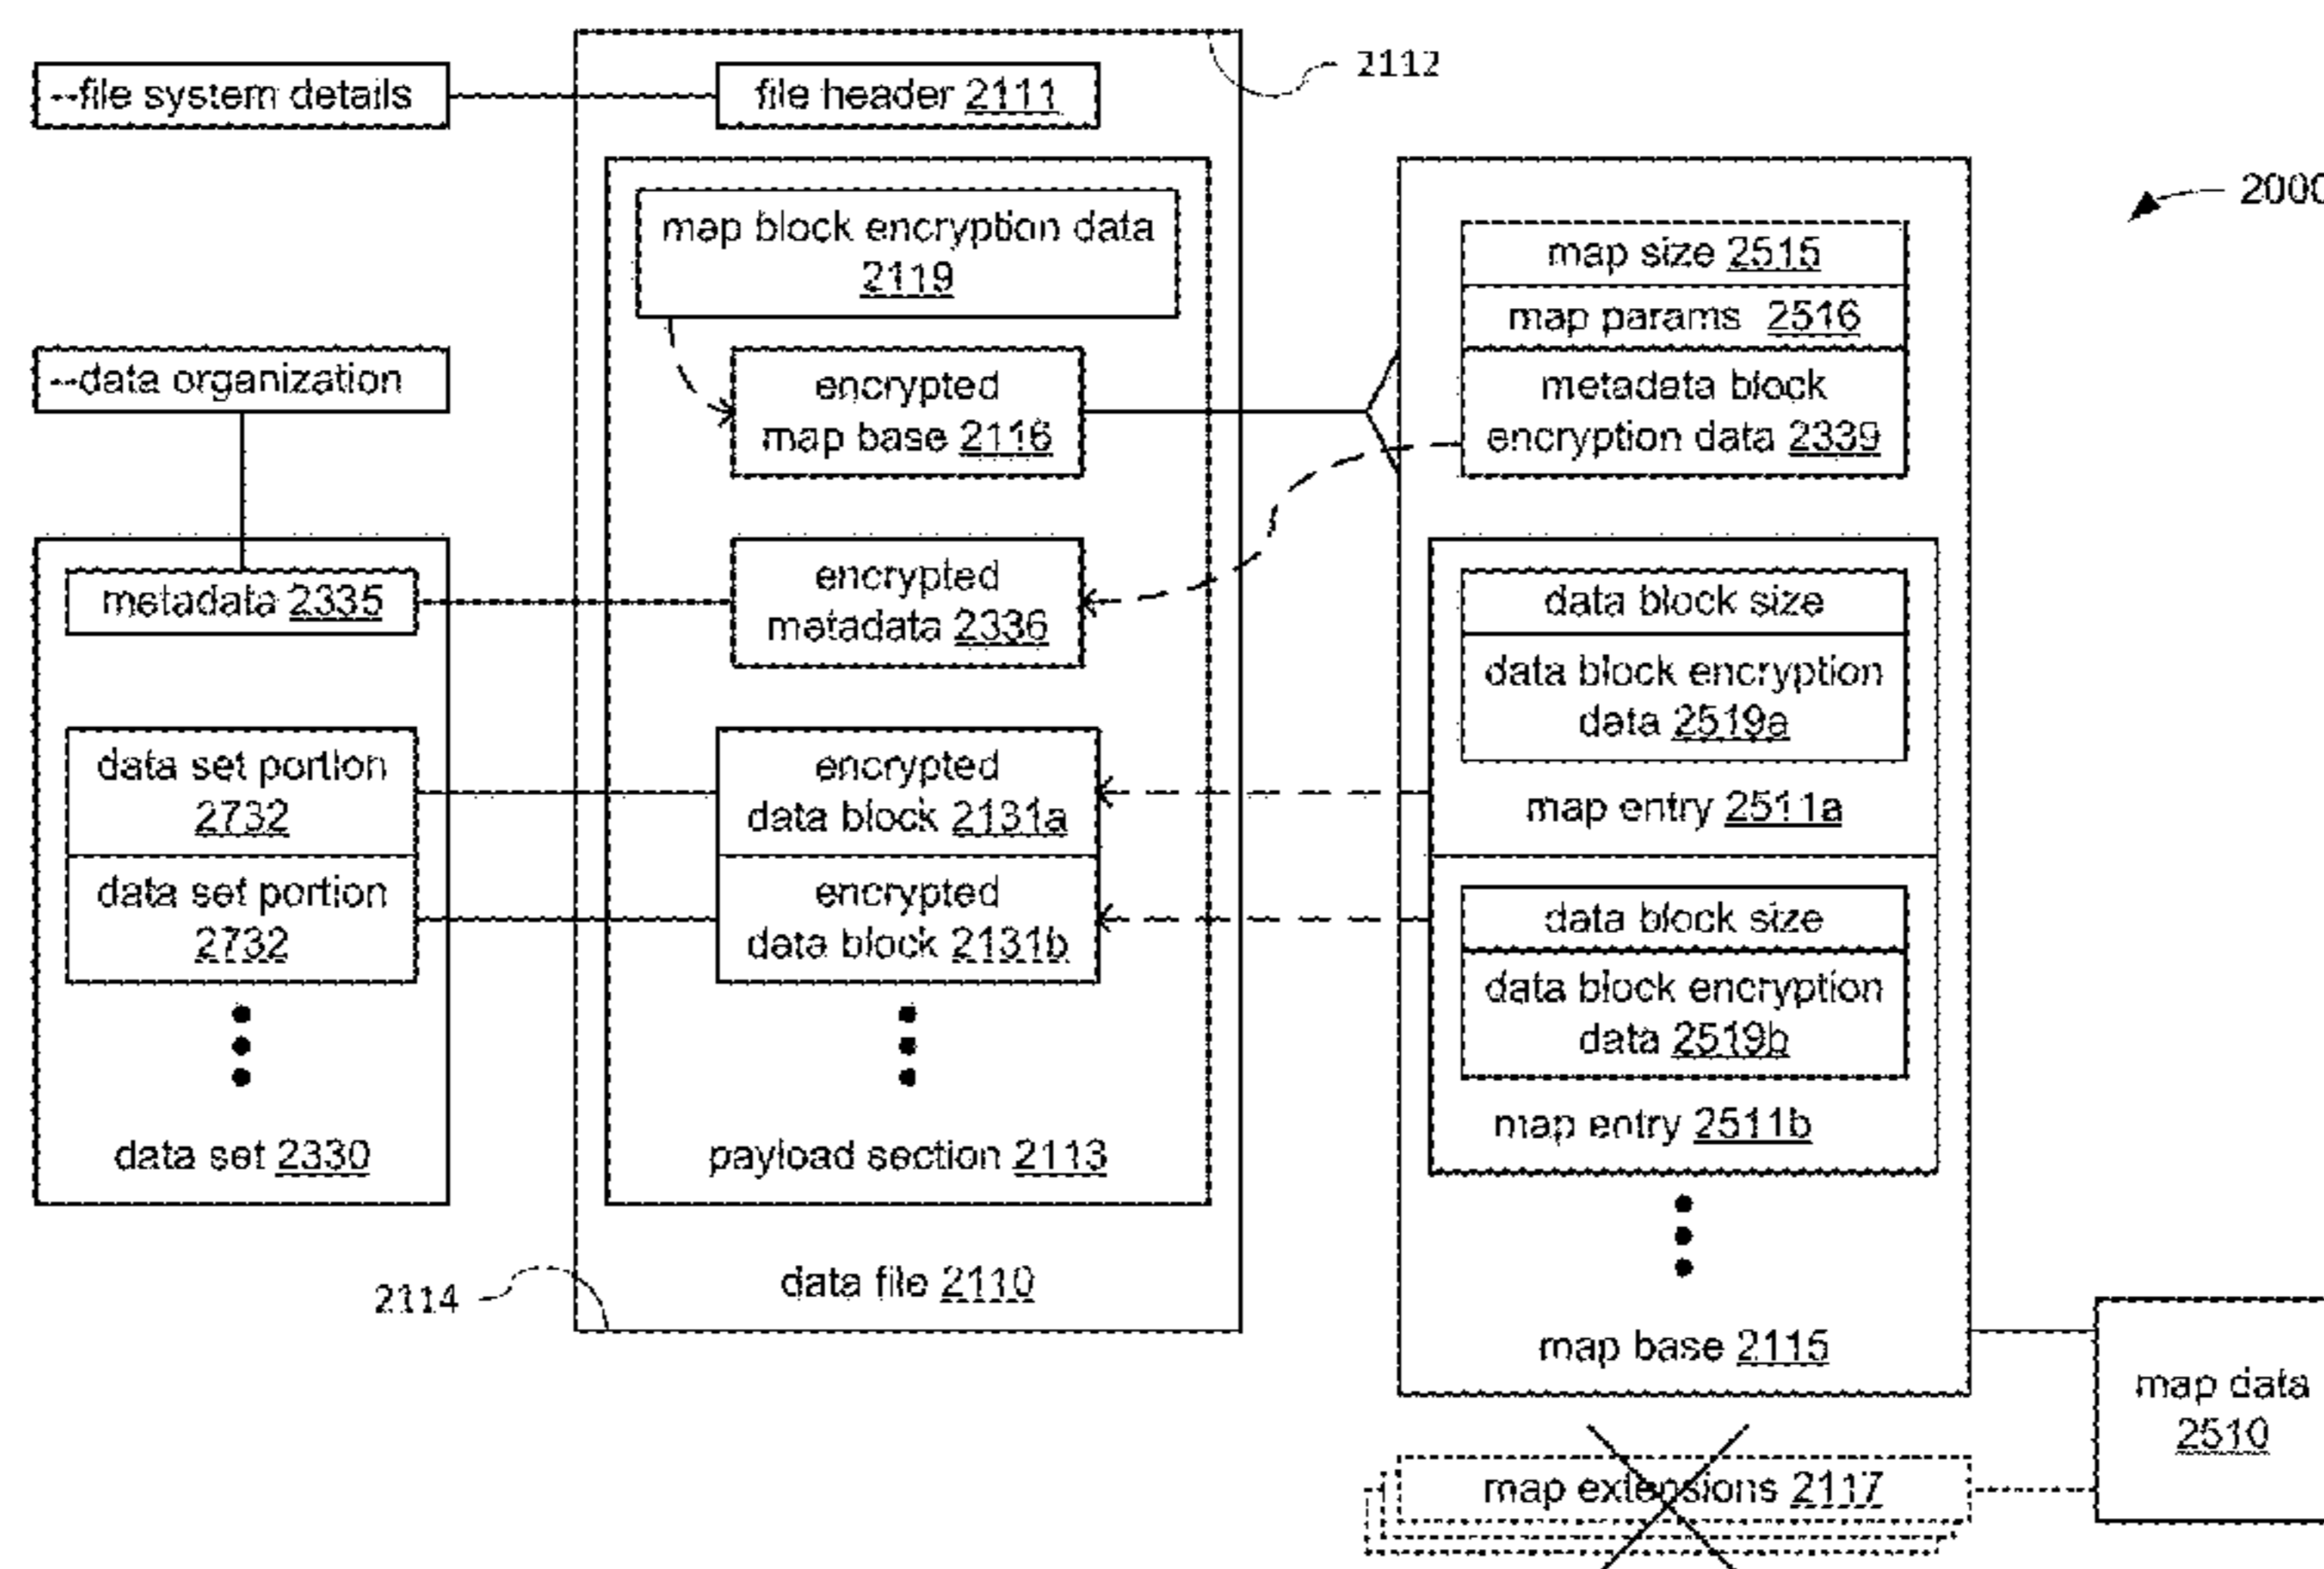 --file system details
file header 2111
2112
2000
map block encryption data
2119
map size 2515
map params 2516
metadata block
encryption data 2339
--data organization
encrypted
map base 2116
metadata 2335
encrypted
metadata 2336
data block size
data block encryption
data 2519a
map entry 2511a
data set portion
2732
data set portion
2732
encrypted
data block 2131a
encrypted
data block 2131b
data block size
data block encryption
data 2519b
map entry 2511b
data set 2330
payload section 2113
data file 2110
2114
map base 2115
map data
2510
map extensions 2117